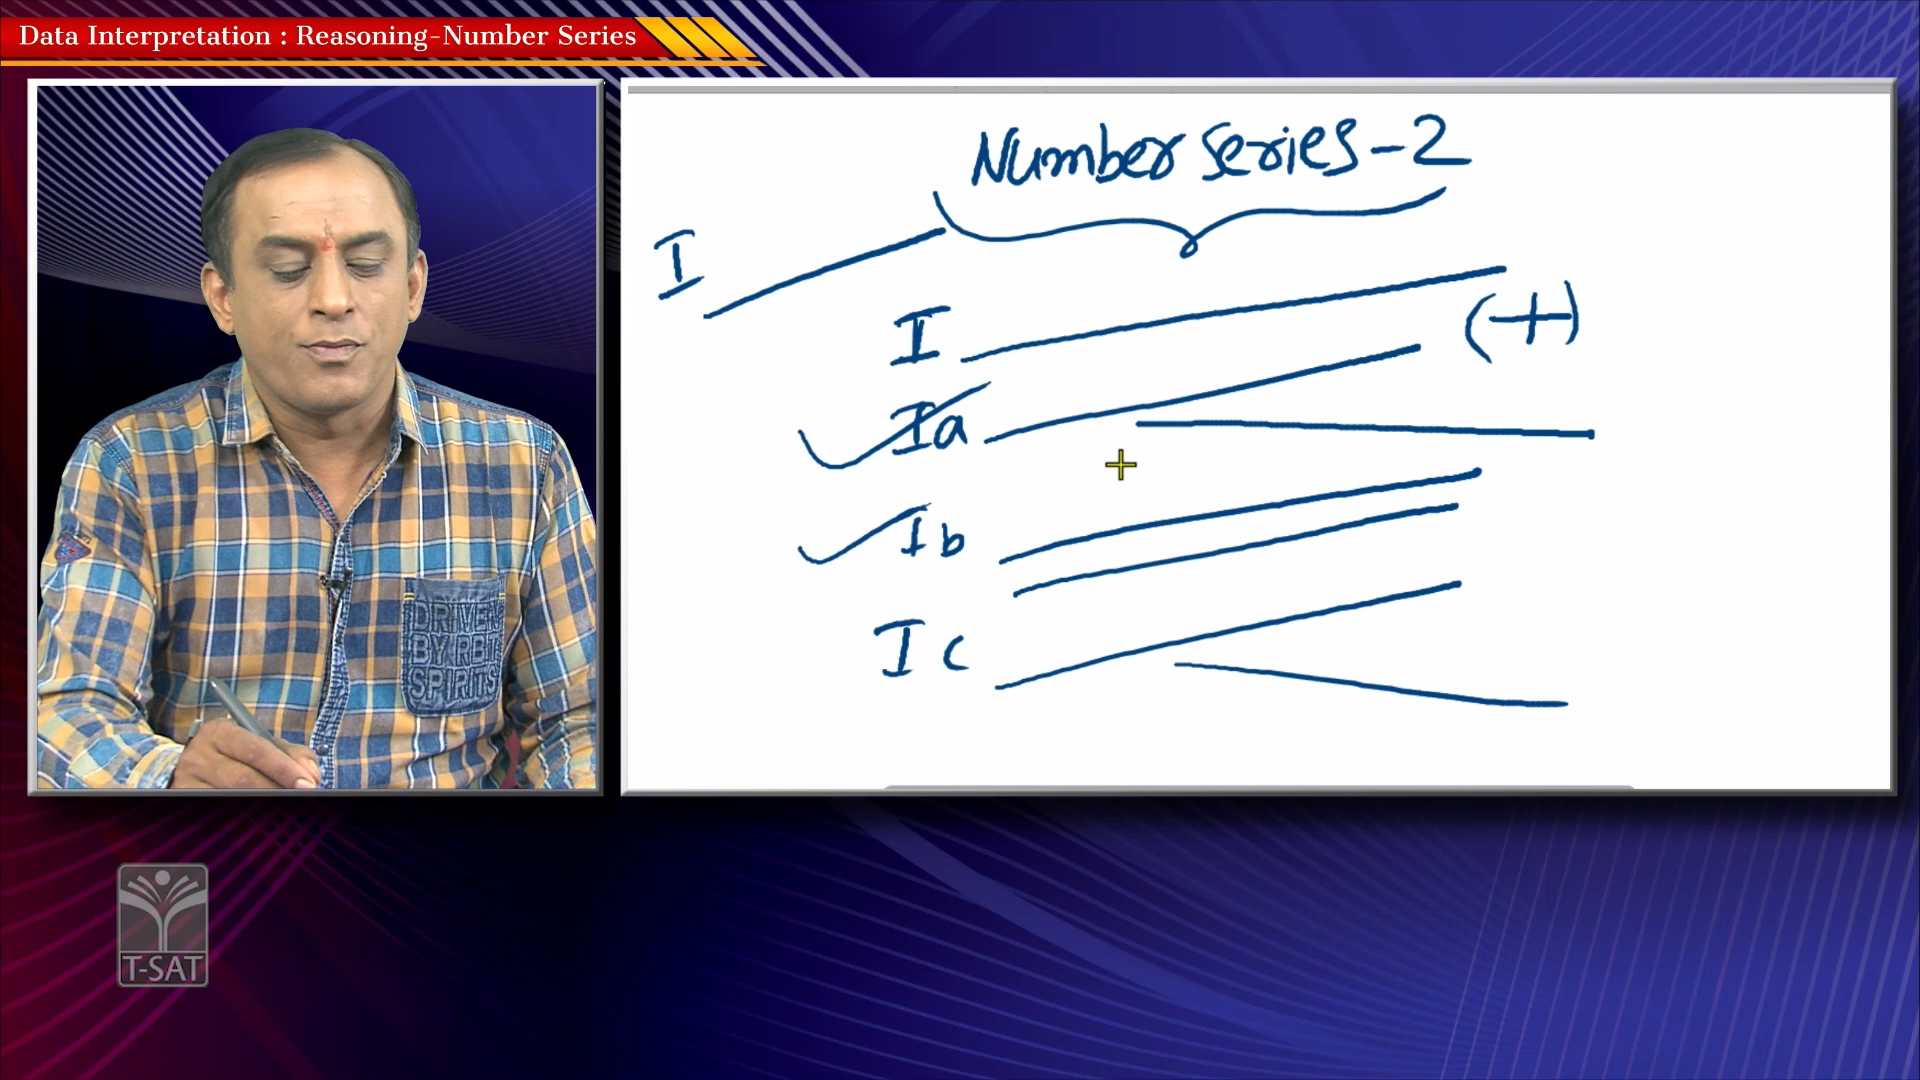 Data Interpretation : Reasoning-Number Series
Number Series - 2
I
I
(+)
Ia
Ib
Ic
DRIVEN
BY RBT
SPIRITS
T-SAT